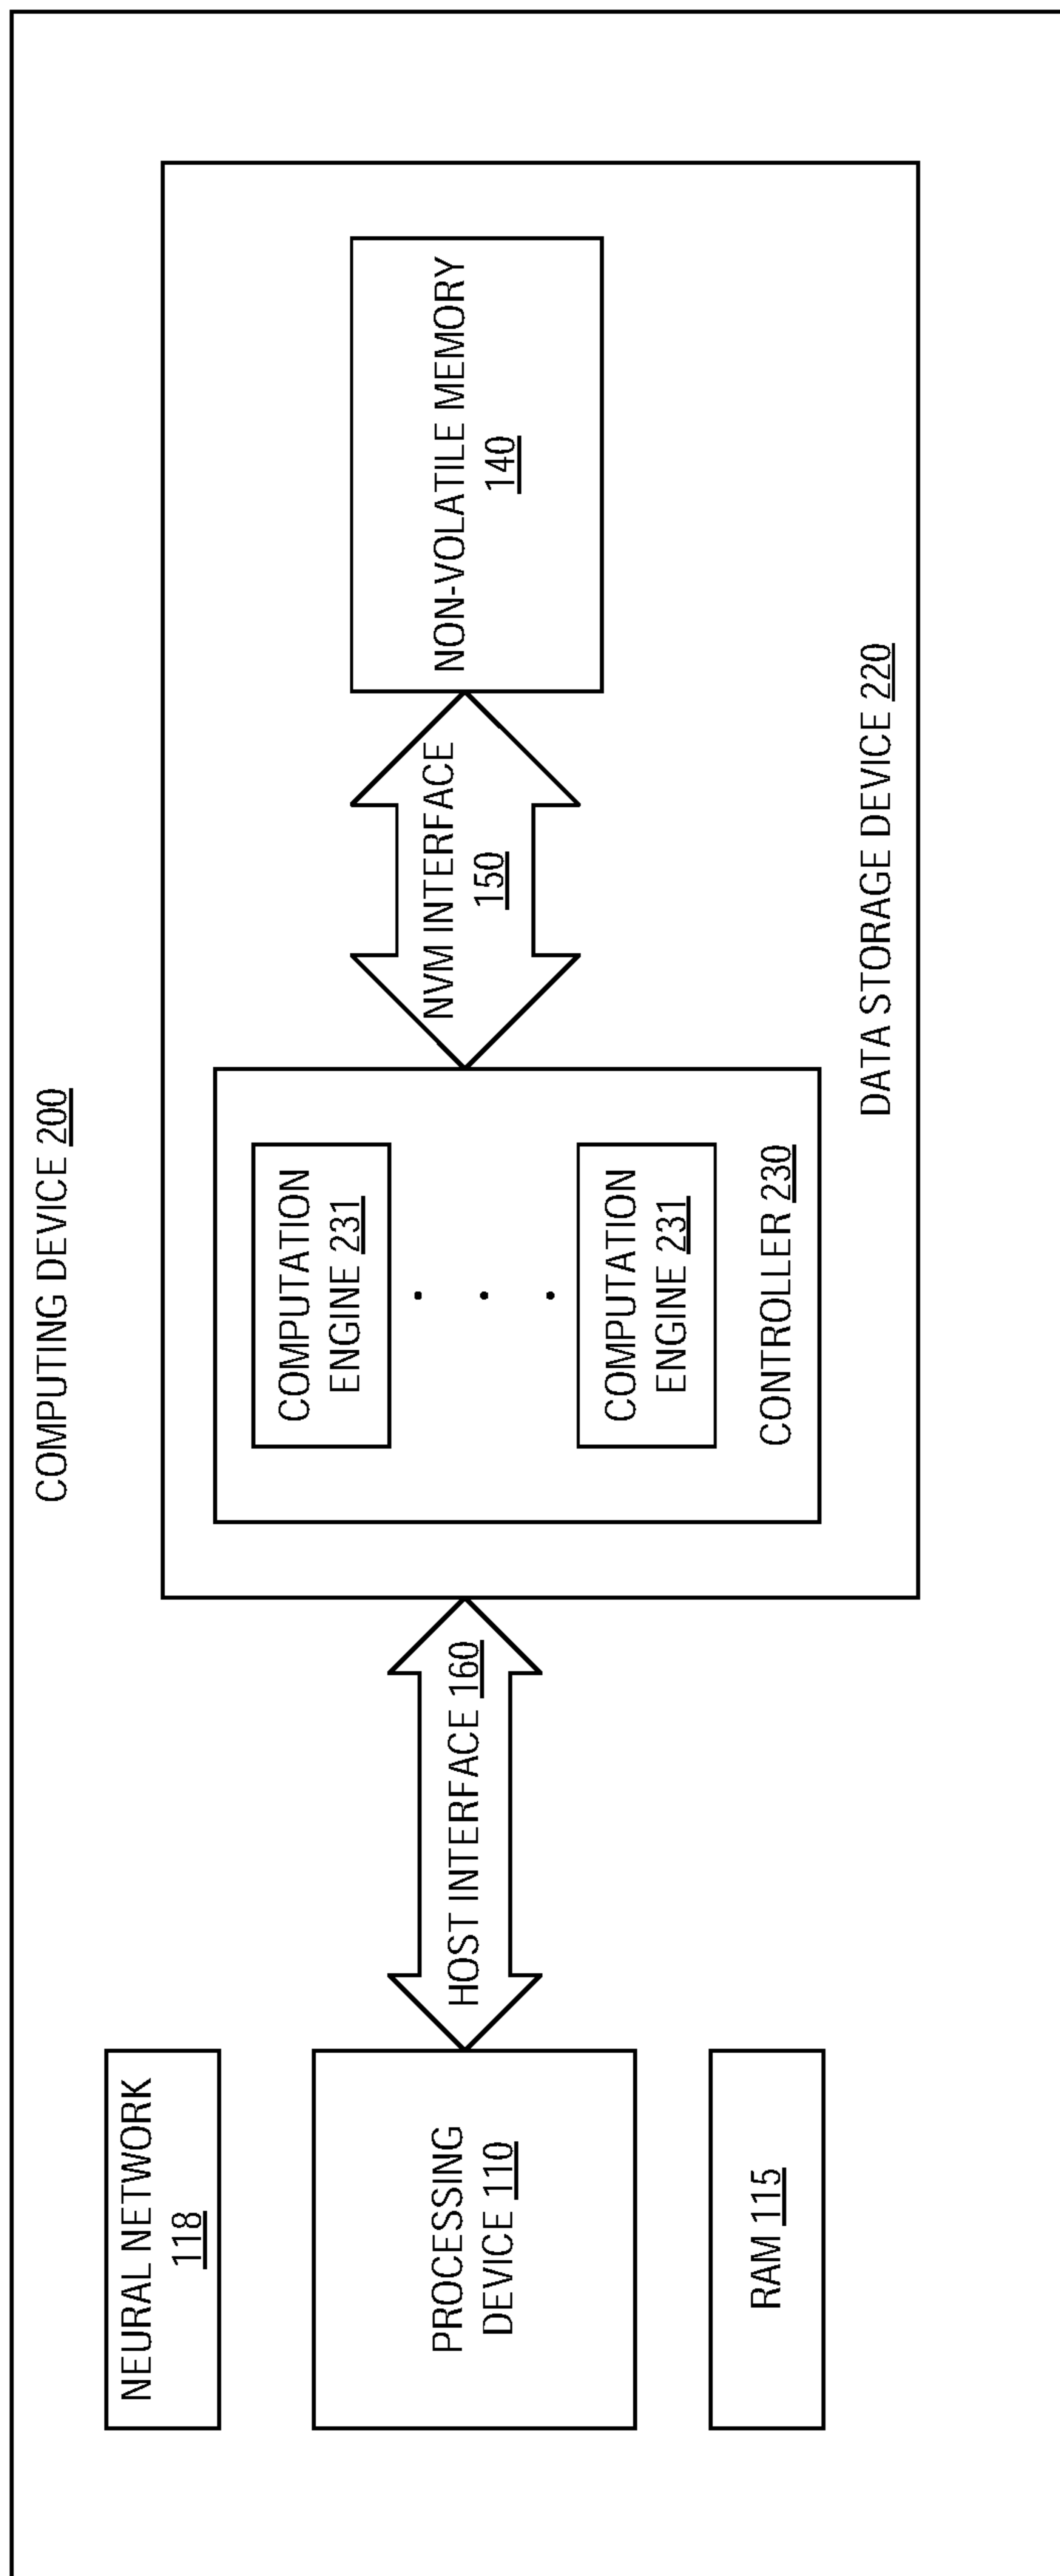 COMPUTING DEVICE 200
NEURAL NETWORK
118
PROCESSING
DEVICE 110
RAM 115
HOST INTERFACE 160
COMPUTATION
ENGINE 231
COMPUTATION
ENGINE 231
CONTROLLER 230
NVM INTERFACE
150
NON-VOLATILE MEMORY
140
DATA STORAGE DEVICE 220